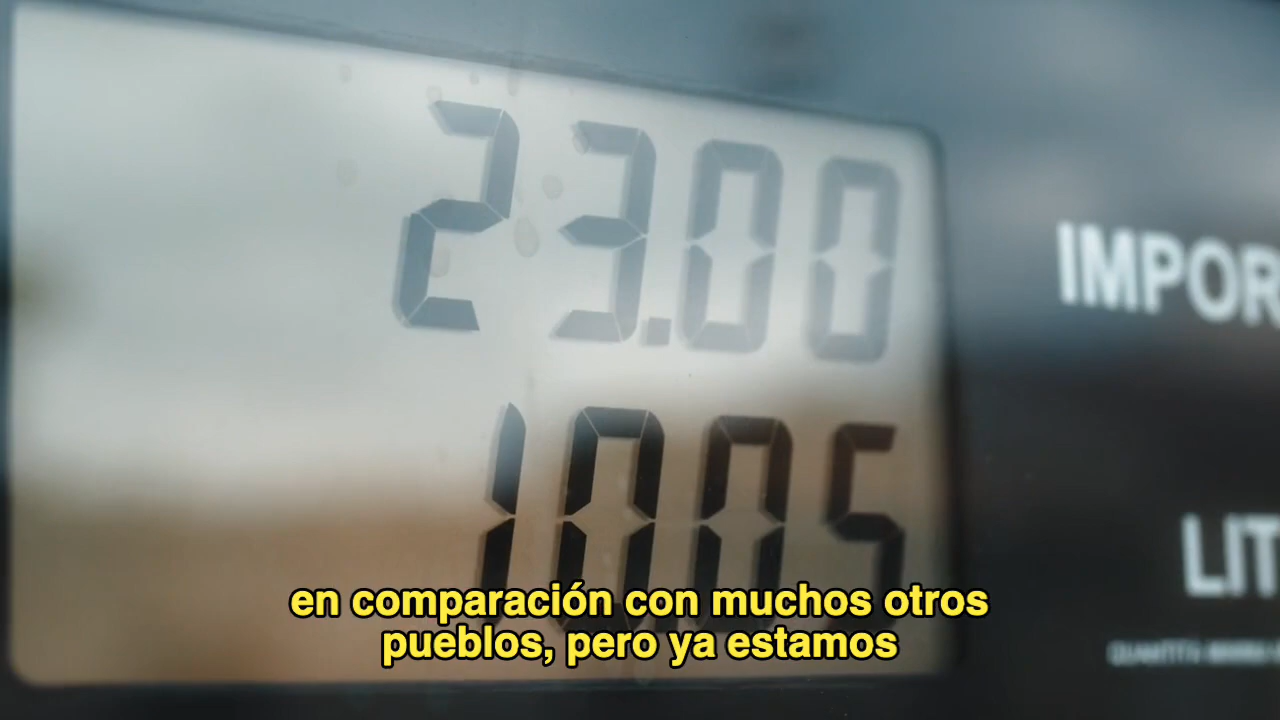 23.00
IMPOR
10.05
LIT
en comparación con muchos otros
pueblos, pero ya estamos